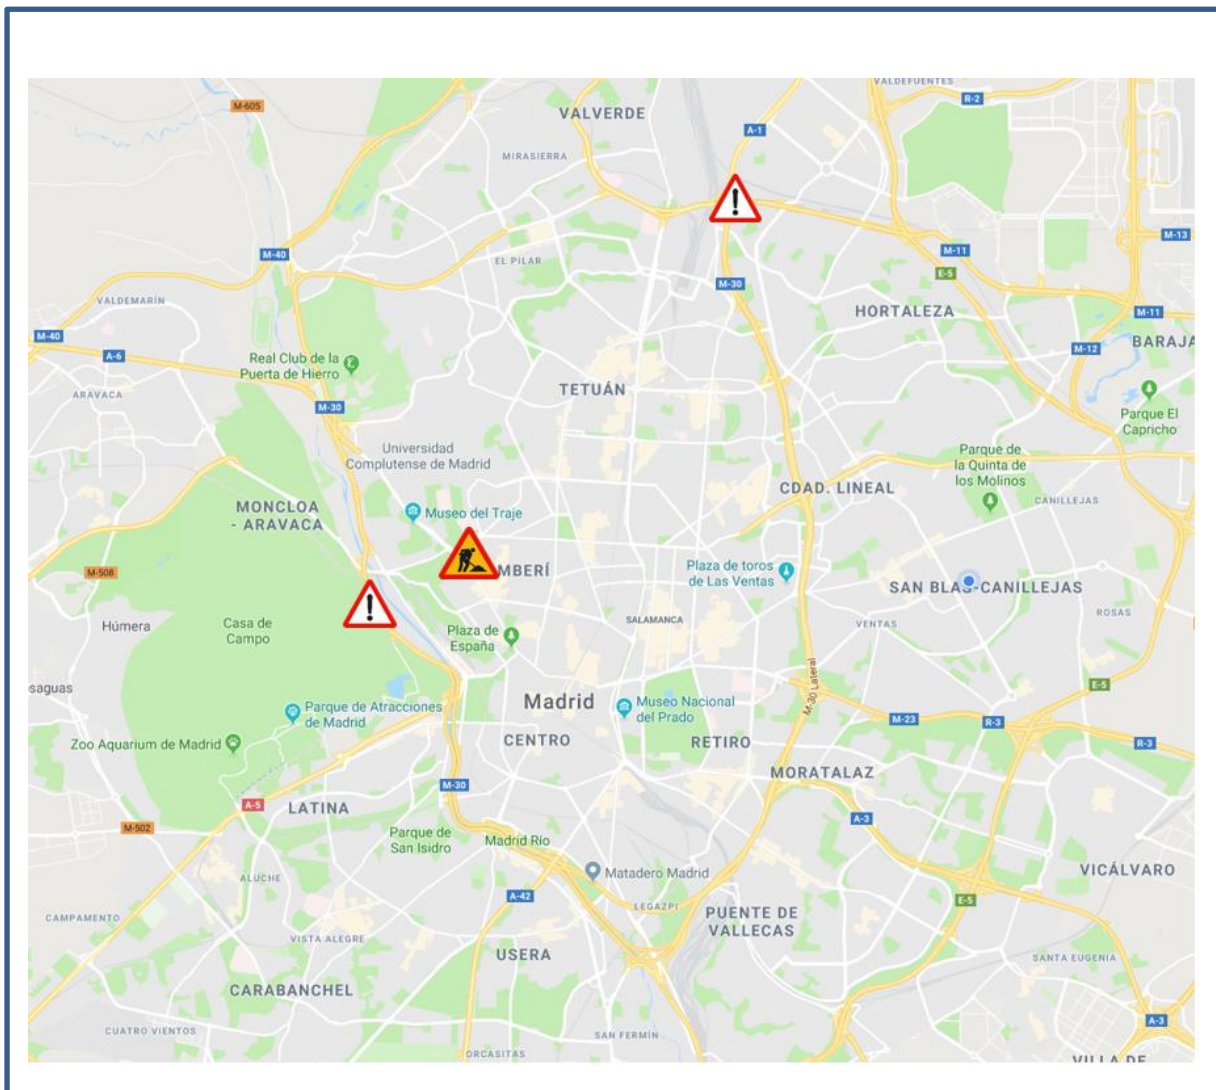 VALDEFUENTES
M-605
R-2
VALVERDE
A-1
MIRASIERRA
!
M-13
M-40
M-11
EL PILAR
E-5
M-30
VALDEMARÍN
HORTALEZA
M-11
M-40
A-6
M-12
BARAJA
Real Club de la
Puerta de Hierro
TETUÁN
ARAVACA
M-30
Parque El
Capricho
Universidad
Complutense de Madrid
Parque de
la Quinta de
los Molinos
CDAD. LINEAL
CANILLEJAS
MONCLOA
- ARAVACA
Museo del Traje
M-508
MBERÍ
Plaza de toros
de Las Ventas
SAN BLAS-CANILLEJAS
!
ROSAS
Húmera
Casa de
Campo
SALAMANCA
VENTAS
Plaza de
España
M-30 Lateral
E-5
osaguas
Parque de Atracciones
de Madrid
Madrid
Museo Nacional
del Prado
M-23
R-3
Zoo Aquarium de Madrid
CENTRO
RETIRO
R-3
MORATALAZ
M-30
A-5
LATINA
A-3
M-502
Parque de
San Isidro
Madrid Río
Matadero Madrid
VICÁLVARO
ALUCHE
A-42
E-5
LEGAZPI
PUENTE DE
VALLECAS
CAMPAMENTO
VISTA ALEGRE
USERA
SANTA EUGENIA
CARABANCHEL
A-3
CUATRO VIENTOS
SAN FERMÍN
ORCASITAS
VILLA DE